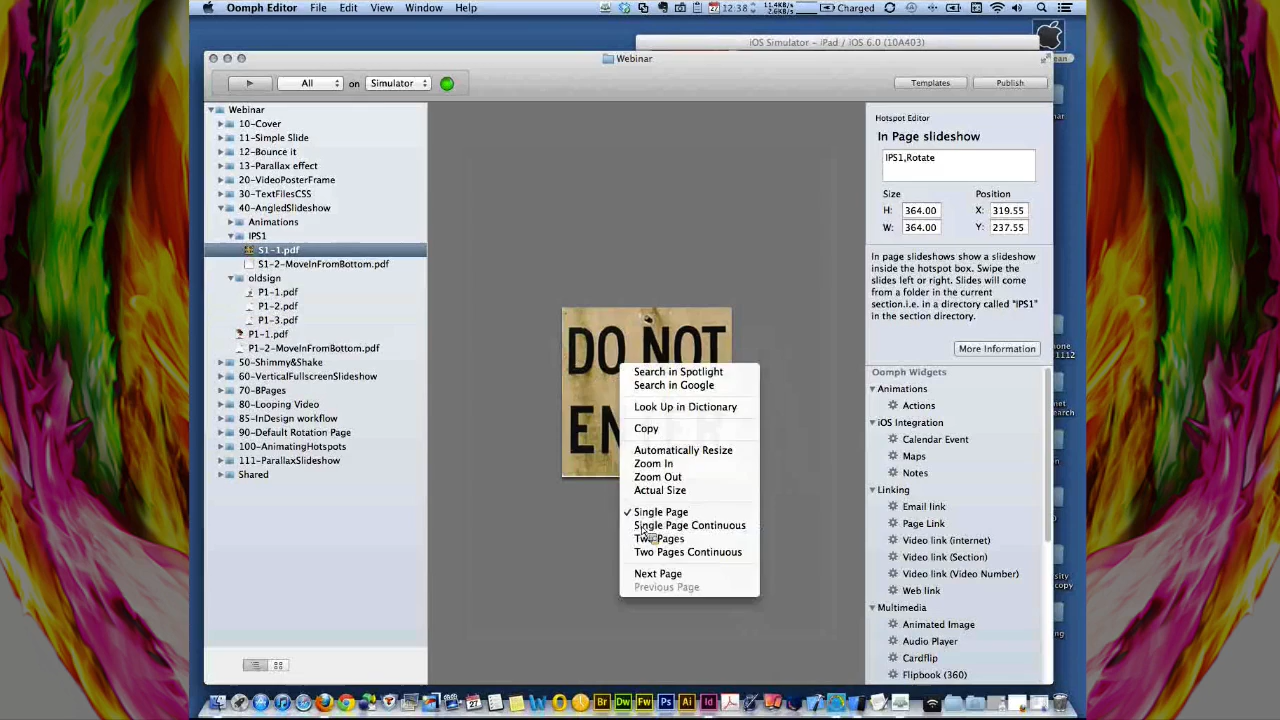 Oomph Editor File Edit View Window Help
12:38
11.4KB/s
2.6KB/s
Charged
iOS Simulator - iPad / iOS 6.0 (10A403)
Webinar
All on Simulator
Templates Publish
Webinar
10-Cover
11-Simple Slide
12-Bounce it
13-Parallax effect
20-VideoPosterFrame
30-TextFilesCSS
40-AngledSlideshow
Animations
IPS1
S1-1.pdf
S1-2-MoveInFromBottom.pdf
oldsign
P1-1.pdf
P1-2.pdf
P1-3.pdf
P1-1.pdf
P1-2-MoveInFromBottom.pdf
50-Shimmy&Shake
60-VerticalFullscreenSlideshow
70-8Pages
80-Looping Video
85-InDesign workflow
90-Default Rotation Page
100-AnimatingHotspots
111-ParallaxSlideshow
Shared
DO NOT
Search in Spotlight
Search in Google
Look Up in Dictionary
Copy
Automatically Resize
Zoom In
Zoom Out
Actual Size
✓ Single Page
Single Page Continuous
Two Pages
Two Pages Continuous
Next Page
Previous Page
Hotspot Editor
In Page slideshow
IPS1,Rotate
Size Position
H: 364.00 X: 319.55
W: 364.00 Y: 237.55
In page slideshows show a slideshow
inside the hotspot box. Swipe the
slides left or right. Slides will come
from a folder in the current
section.i.e. in a directory called "IPS1"
in the section directory.
More Information
Oomph Widgets
Animations
Actions
iOS Integration
Calendar Event
Maps
Notes
Linking
Email link
Page Link
Video link (internet)
Video link (Section)
Video link (Video Number)
Web link
Multimedia
Animated Image
Audio Player
Cardflip
Flipbook (360)
Br Dw Fw Ps Ai Id